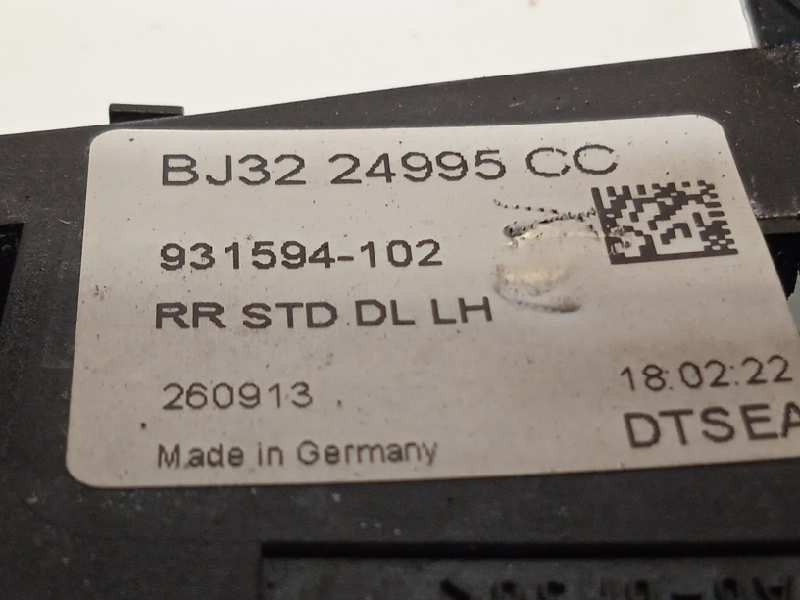 BJ32 24995 CC
931594-102
RR STD DL LH
260913
18:02:22
DTSEA
Made in Germany